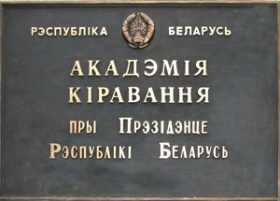 РЭСПУБЛІКА БЕЛАРУСЬ
АКАДЭМІЯ
КІРАВАННЯ
ПРЫ ПРЭЗІДЭНЦЕ
РЭСПУБЛІКІ БЕЛАРУСЬ